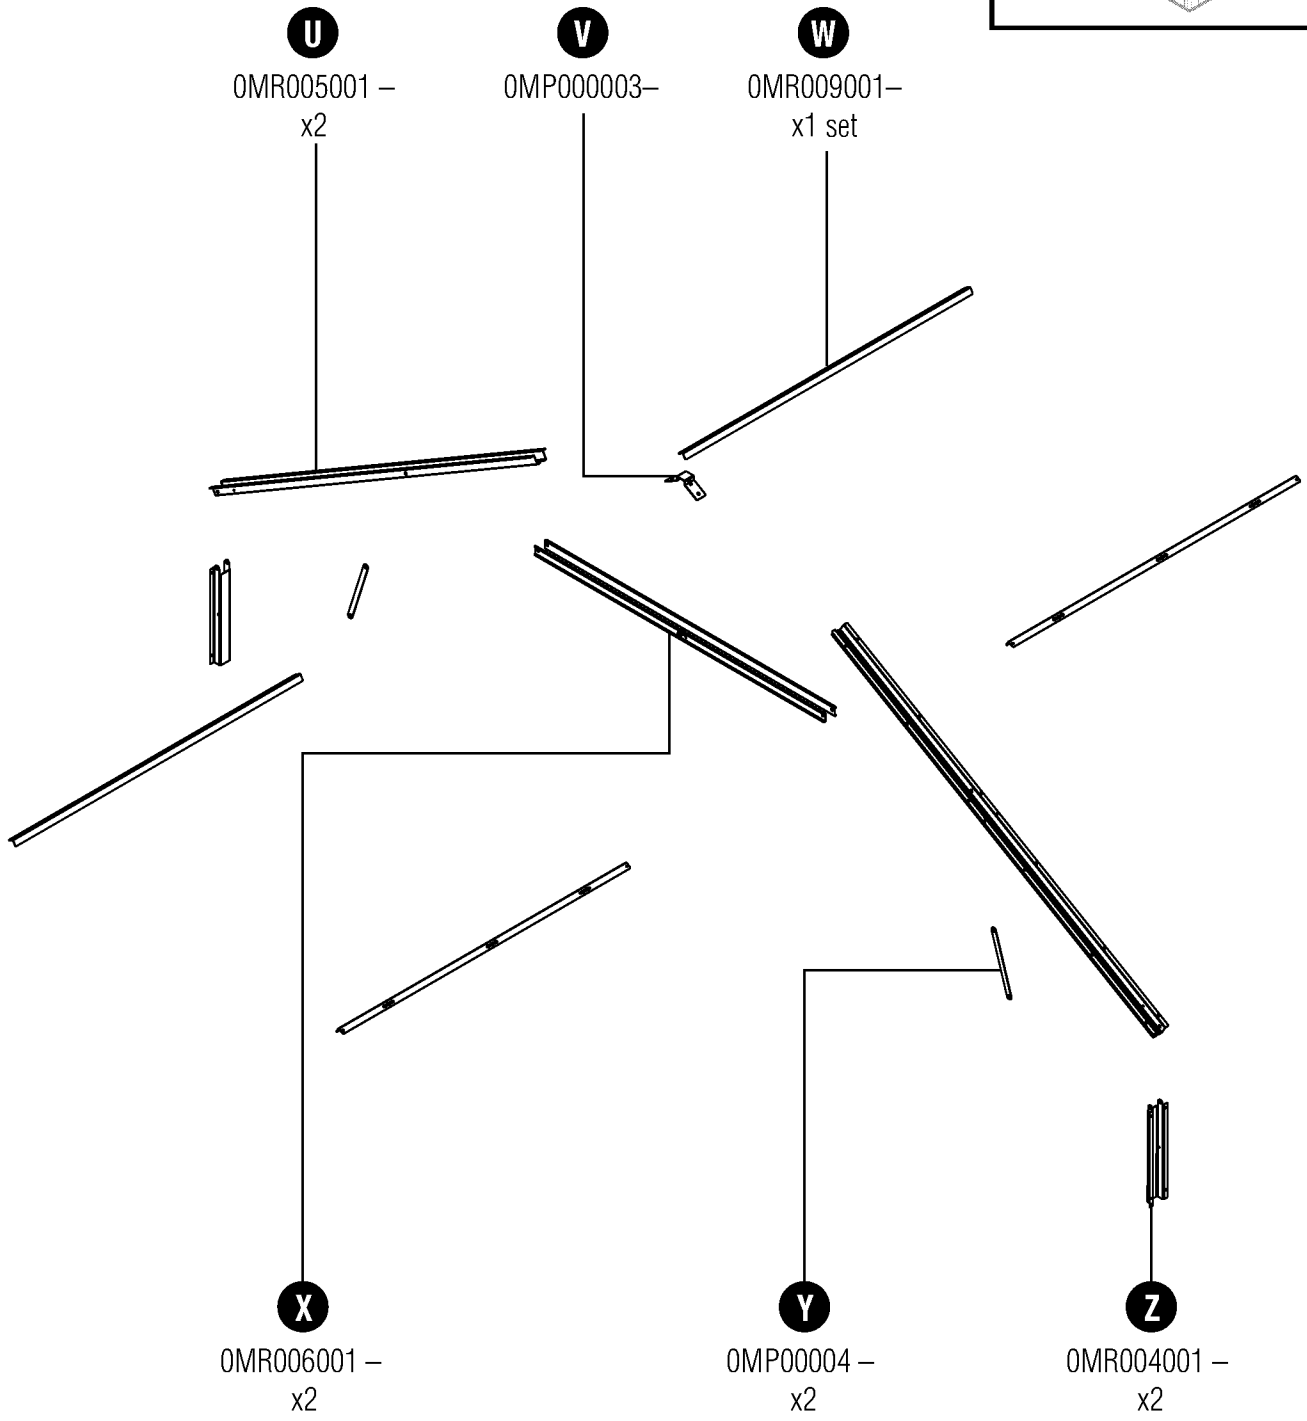 U
0MR005001 –
x2
V
0MP000003–
W
0MR009001–
x1 set
X
0MR006001 –
x2
Y
0MP00004 –
x2
Z
0MR004001 –
x2